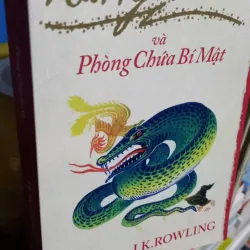 và
Phòng Chứa Bí Mật
J.K.ROWLING